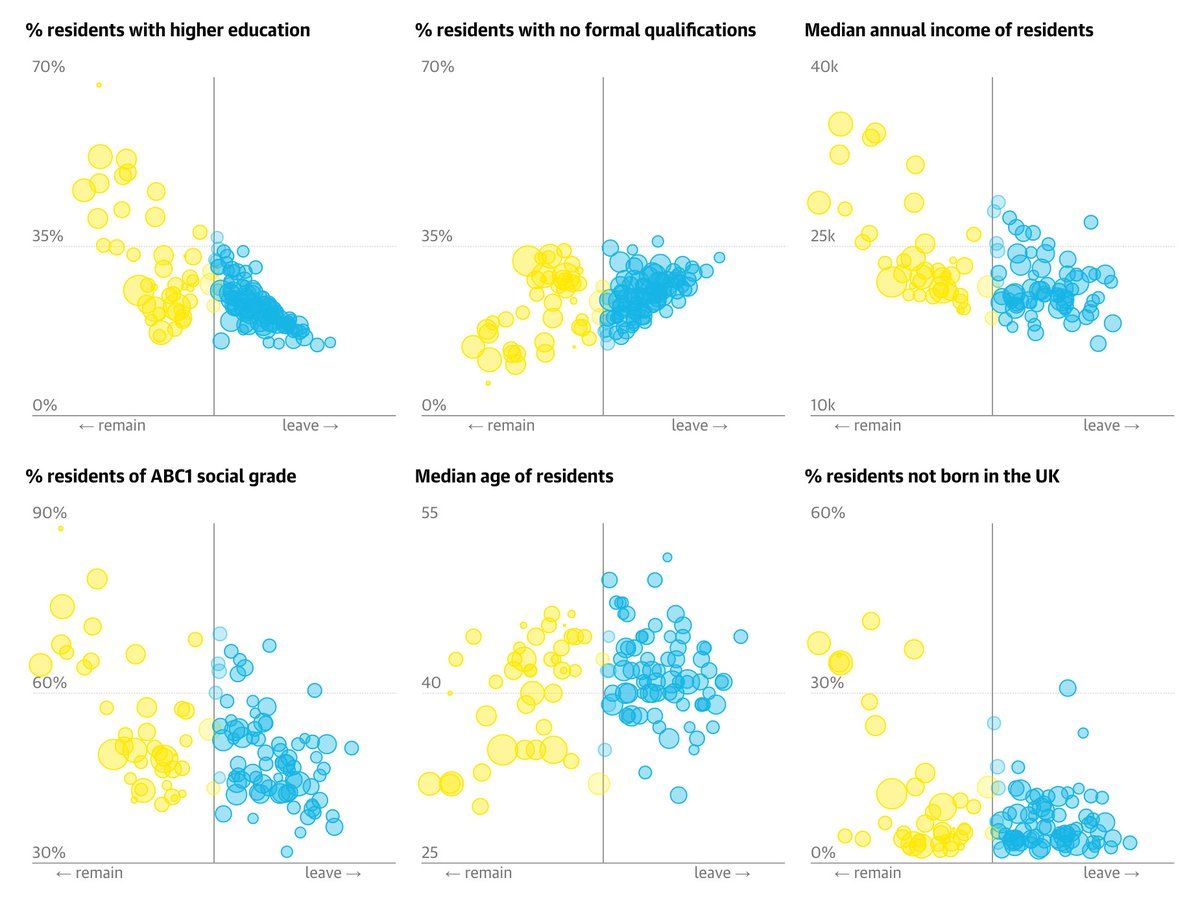 % residents with higher education
70%
35%
0%
← remain
leave →
% residents with no formal qualifications
70%
35%
0%
← remain
leave →
Median annual income of residents
40k
25k
10k
← remain
leave →
% residents of ABC1 social grade
90%
60%
30%
← remain
leave →
Median age of residents
55
40
25
← remain
leave →
% residents not born in the UK
60%
30%
0%
← remain
leave →